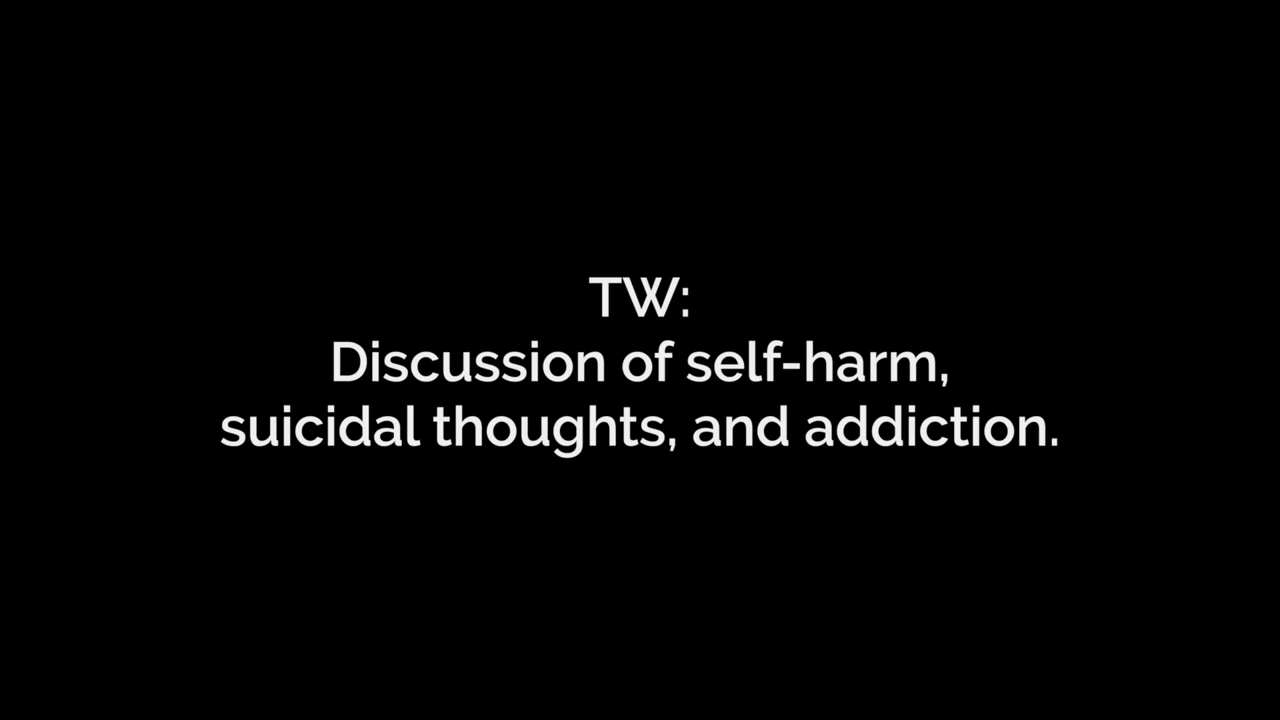 TW:
Discussion of self-harm,
suicidal thoughts, and addiction.